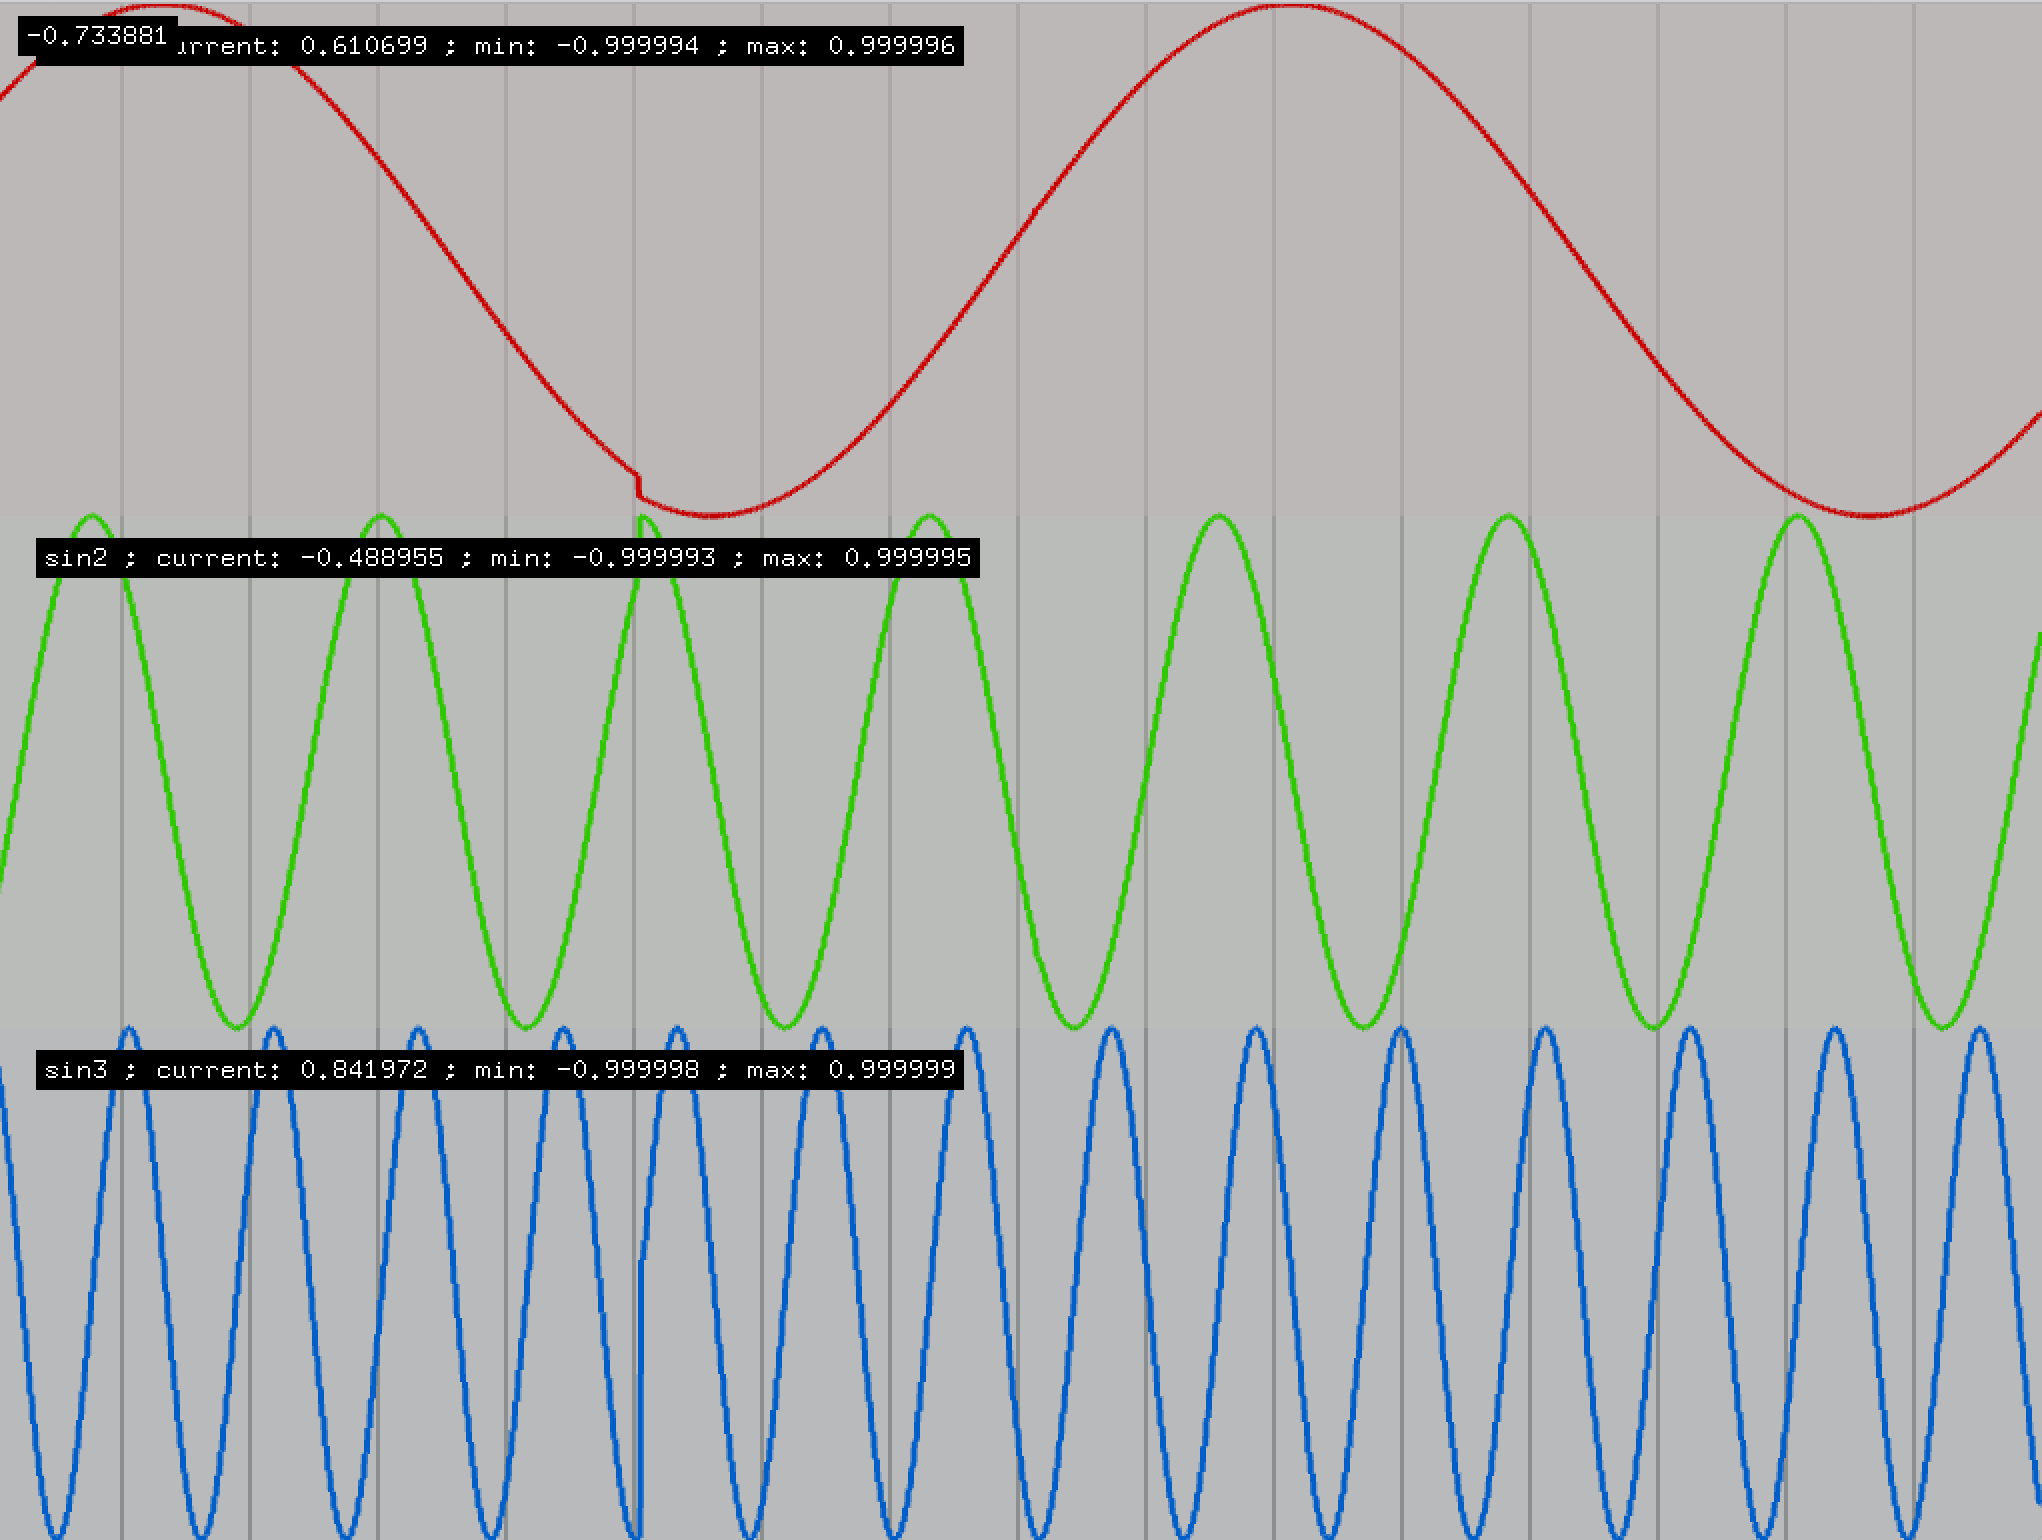 -0.733881
current: 0.610699 ; min: -0.999994 ; max: 0.999996
sin2 ; current: -0.488955 ; min: -0.999993 ; max: 0.999995
sin3 ; current: 0.841972 ; min: -0.999998 ; max: 0.999999